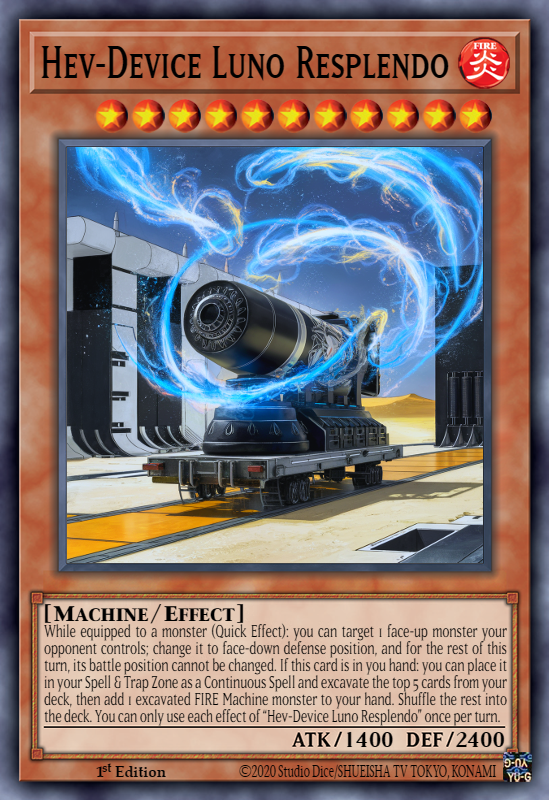 Hev-Device Luno Resplendo
FIRE
炎
[Machine/Effect]
While equipped to a monster (Quick Effect): you can target 1 face-up monster your
opponent controls; change it to face-down defense position, and for the rest of this
turn, its battle position cannot be changed. If this card is in you hand: you can place it
in your Spell & Trap Zone as a Continuous Spell and excavate the top 5 cards from your
deck, then add 1 excavated FIRE Machine monster to your hand. Shuffle the rest into
the deck. You can only use each effect of “Hev-Device Luno Resplendo” once per turn.
ATK/1400 DEF/2400
1st Edition
©2020 Studio Dice/SHUEISHA TV TOKYO, KONAMI